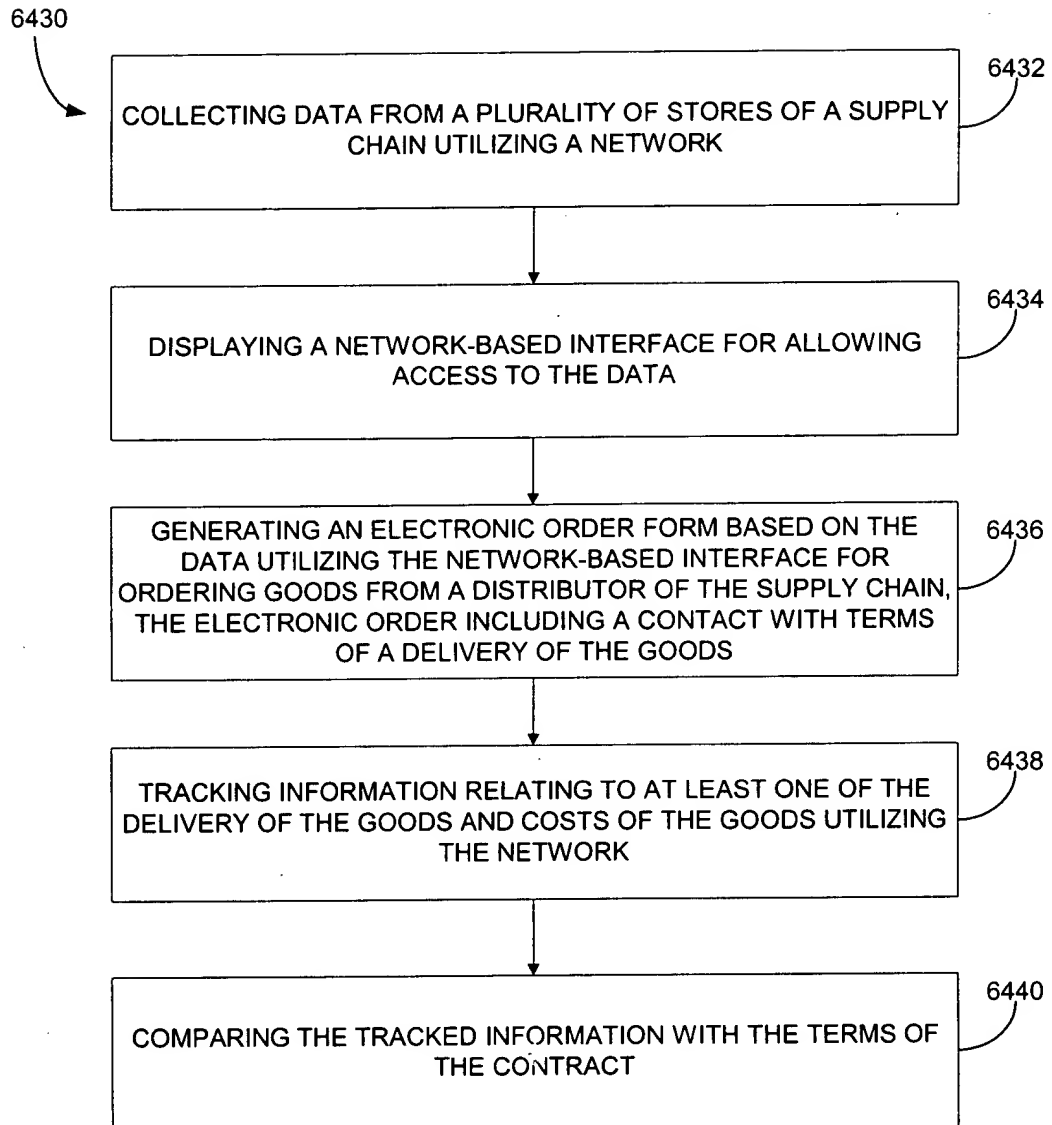 6430
6432
COLLECTING DATA FROM A PLURALITY OF STORES OF A SUPPLY
CHAIN UTILIZING A NETWORK
6434
DISPLAYING A NETWORK-BASED INTERFACE FOR ALLOWING
ACCESS TO THE DATA
6436
GENERATING AN ELECTRONIC ORDER FORM BASED ON THE
DATA UTILIZING THE NETWORK-BASED INTERFACE FOR
ORDERING GOODS FROM A DISTRIBUTOR OF THE SUPPLY CHAIN,
THE ELECTRONIC ORDER INCLUDING A CONTACT WITH TERMS
OF A DELIVERY OF THE GOODS
6438
TRACKING INFORMATION RELATING TO AT LEAST ONE OF THE
DELIVERY OF THE GOODS AND COSTS OF THE GOODS UTILIZING
THE NETWORK
6440
COMPARING THE TRACKED INFORMATION WITH THE TERMS OF
THE CONTRACT